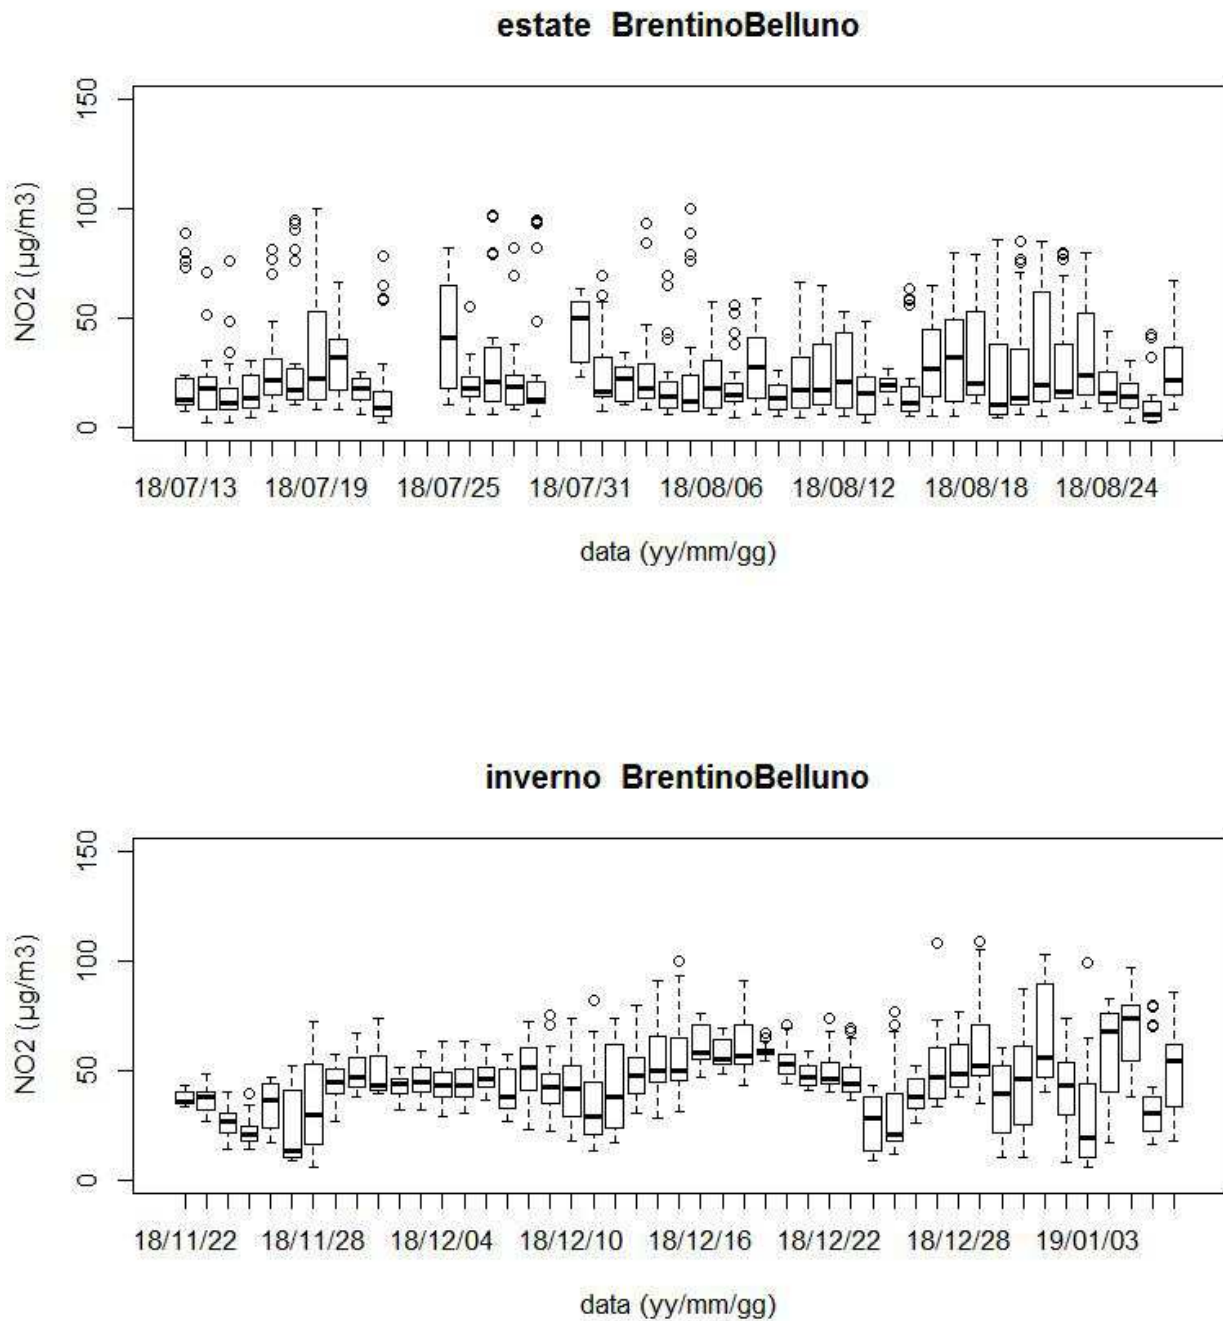 estate BrentinoBelluno
150
100
50
0
NO2 (µg/m3)
18/07/13 18/07/19 18/07/25 18/07/31 18/08/06 18/08/12 18/08/18 18/08/24
data (yy/mm/gg)
inverno BrentinoBelluno
150
100
50
0
NO2 (µg/m3)
18/11/22 18/11/28 18/12/04 18/12/10 18/12/16 18/12/22 18/12/28 19/01/03
data (yy/mm/gg)